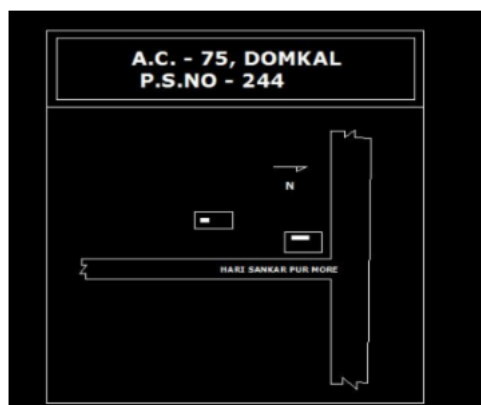 A.C. - 75, DOMKAL
P.S.NO - 244
N
HARI SANKAR PUR MORE